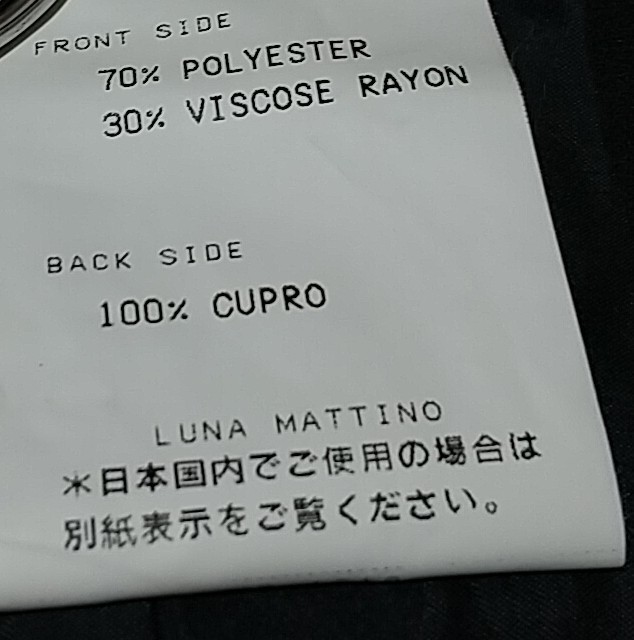 FRONT SIDE
70% POLYESTER
30% VISCOSE RAYON
BACK SIDE
100% CUPRO
LUNA MATTINO
*日本国内でご使用の場合は
別紙表示をご覧ください。